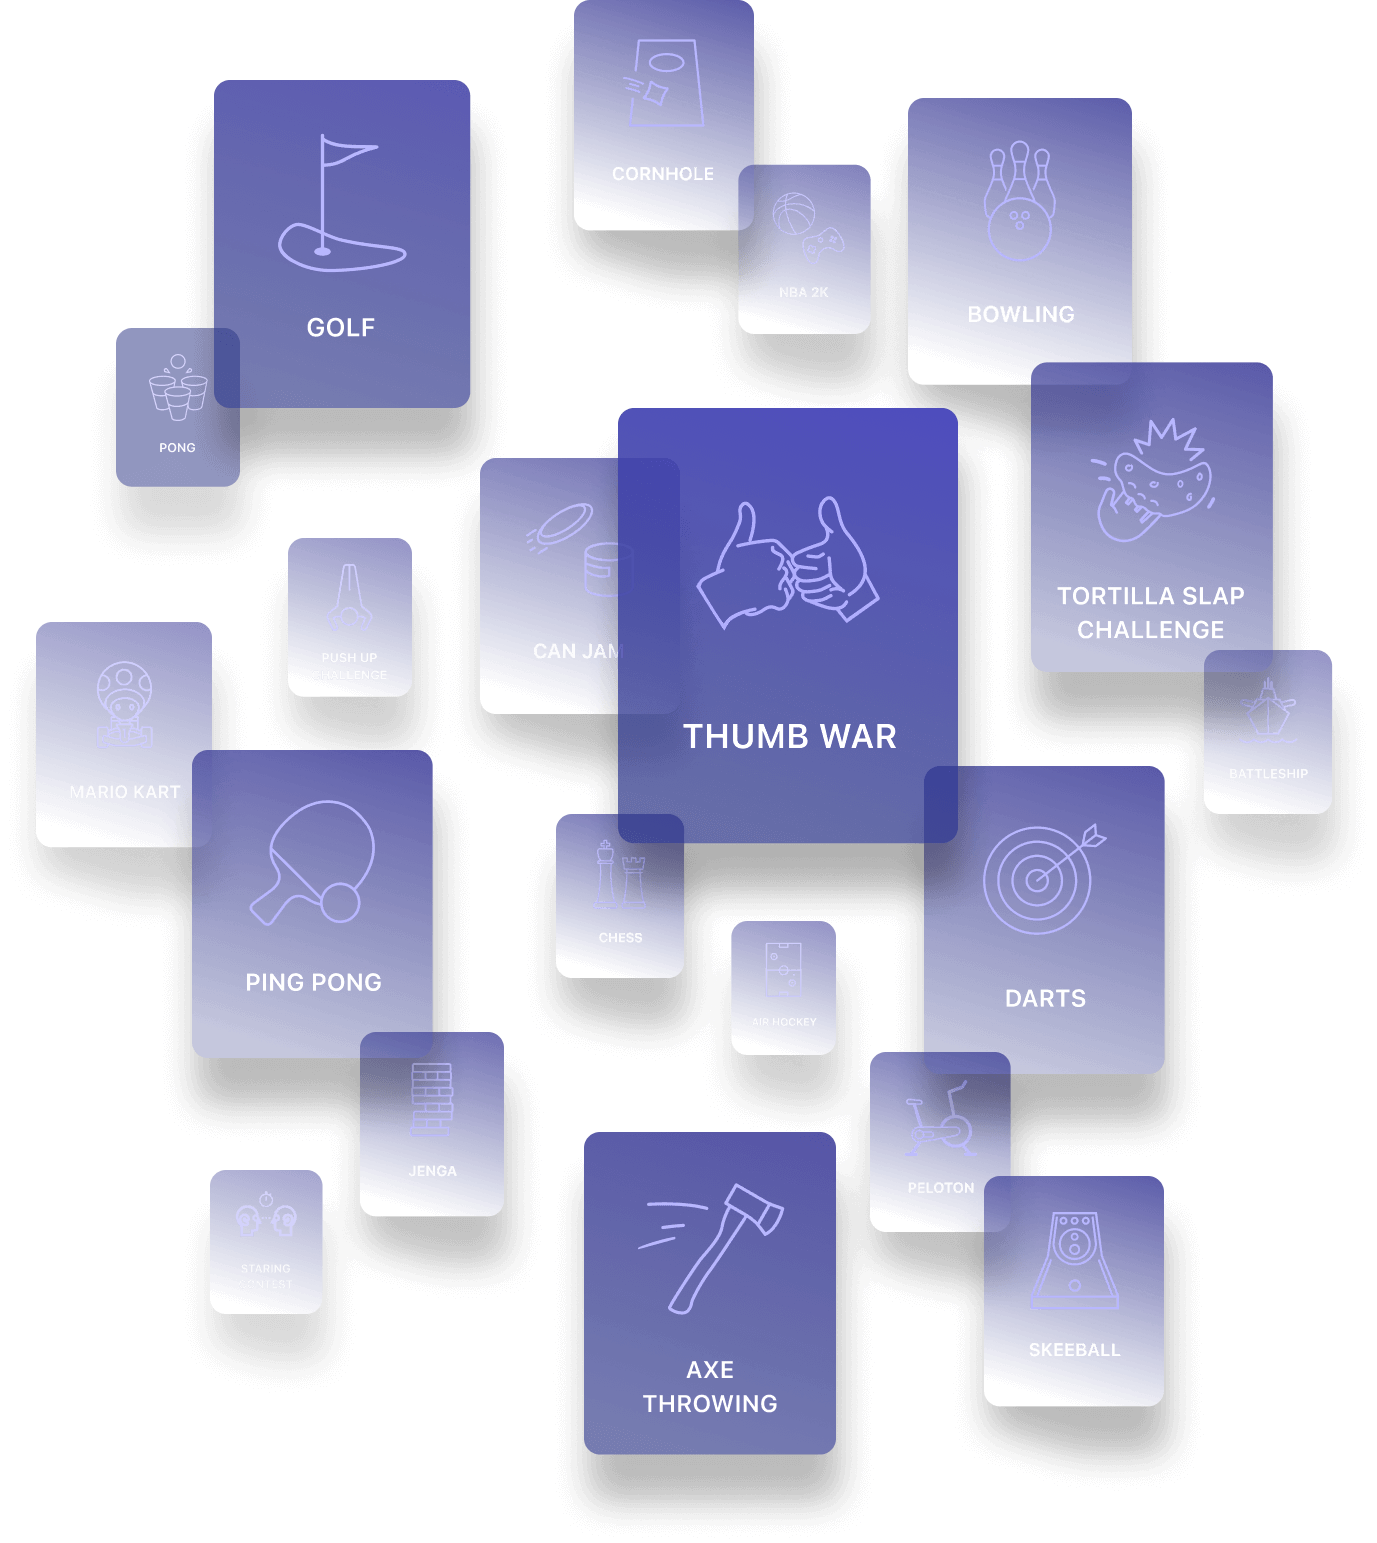 CORNHOLE
GOLF
NBA 2K
BOWLING
PONG
TORTILLA SLAP
CHALLENGE
CAN JAM
PUSH UP
CHALLENGE
THUMB WAR
BATTLESHIP
MARIO KART
CHESS
PING PONG
DARTS
AIR HOCKEY
JENGA
PELOTON
STARING
CONTEST
SKEEBALL
AXE
THROWING